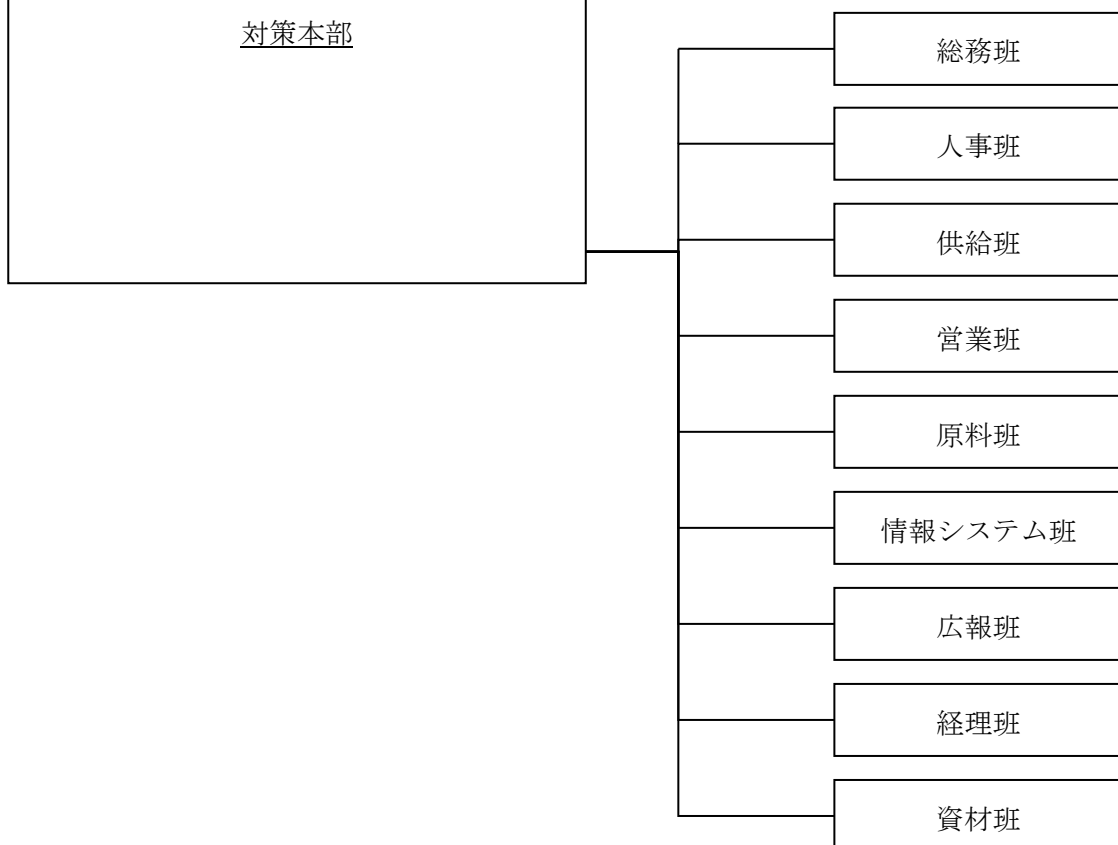 対策本部
総務班
人事班
供給班
営業班
原料班
情報システム班
広報班
経理班
資材班